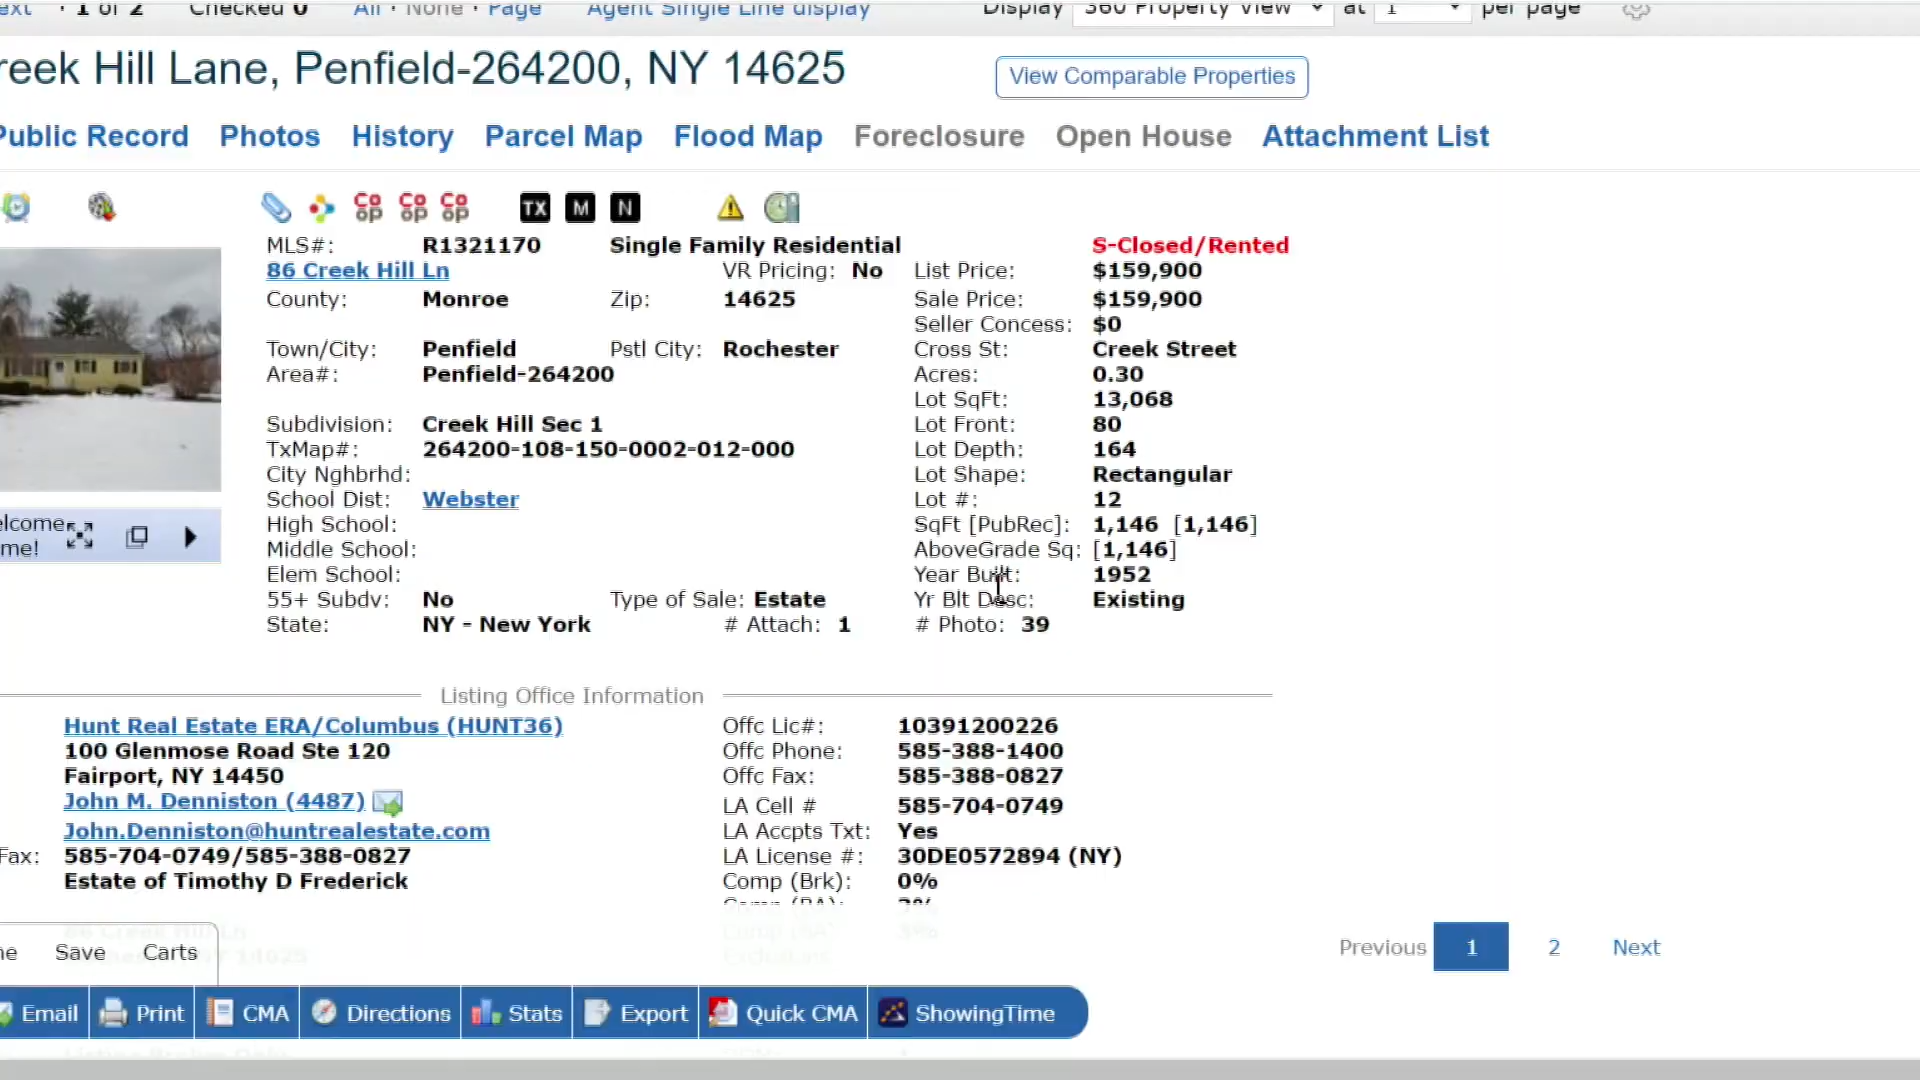 1 of 2 Checked 0 All · None · Page Agent Single Line display Display 360 Property View at 1 per page
reek Hill Lane, Penfield-264200, NY 14625
View Comparable Properties
Public Record Photos History Parcel Map Flood Map Foreclosure Open House Attachment List
CO OP CO OP CO OP TX M N
MLS#: R1321170 Single Family Residential S-Closed/Rented
86 Creek Hill Ln VR Pricing: No List Price: $159,900
County: Monroe Zip: 14625 Sale Price: $159,900
Seller Concess: $0
Town/City: Penfield Pstl City: Rochester Cross St: Creek Street
Area#: Penfield-264200 Acres: 0.30
Lot SqFt: 13,068
Subdivision: Creek Hill Sec 1 Lot Front: 80
TxMap#: 264200-108-150-0002-012-000 Lot Depth: 164
City Nghbrhd: Lot Shape: Rectangular
School Dist: Webster Lot #: 12
High School: SqFt [PubRec]: 1,146 [1,146]
Middle School: AboveGrade Sq: [1,146]
Elem School: Year Built: 1952
55+ Subdv: No Type of Sale: Estate Yr Blt Desc: Existing
State: NY - New York # Attach: 1 # Photo: 39
elcome
me!
Listing Office Information
Hunt Real Estate ERA/Columbus (HUNT36) Offc Lic#: 10391200226
100 Glenmose Road Ste 120 Offc Phone: 585-388-1400
Fairport, NY 14450 Offc Fax: 585-388-0827
John M. Denniston (4487) LA Cell # 585-704-0749
John.Denniston@huntrealestate.com LA Accpts Txt: Yes
Fax: 585-704-0749/585-388-0827 LA License #: 30DE0572894 (NY)
Estate of Timothy D Frederick Comp (Brk): 0%
86 Creek Hill Ln
Save Carts Previous 1 2 Next
Email Print CMA Directions Stats Export Quick CMA ShowingTime